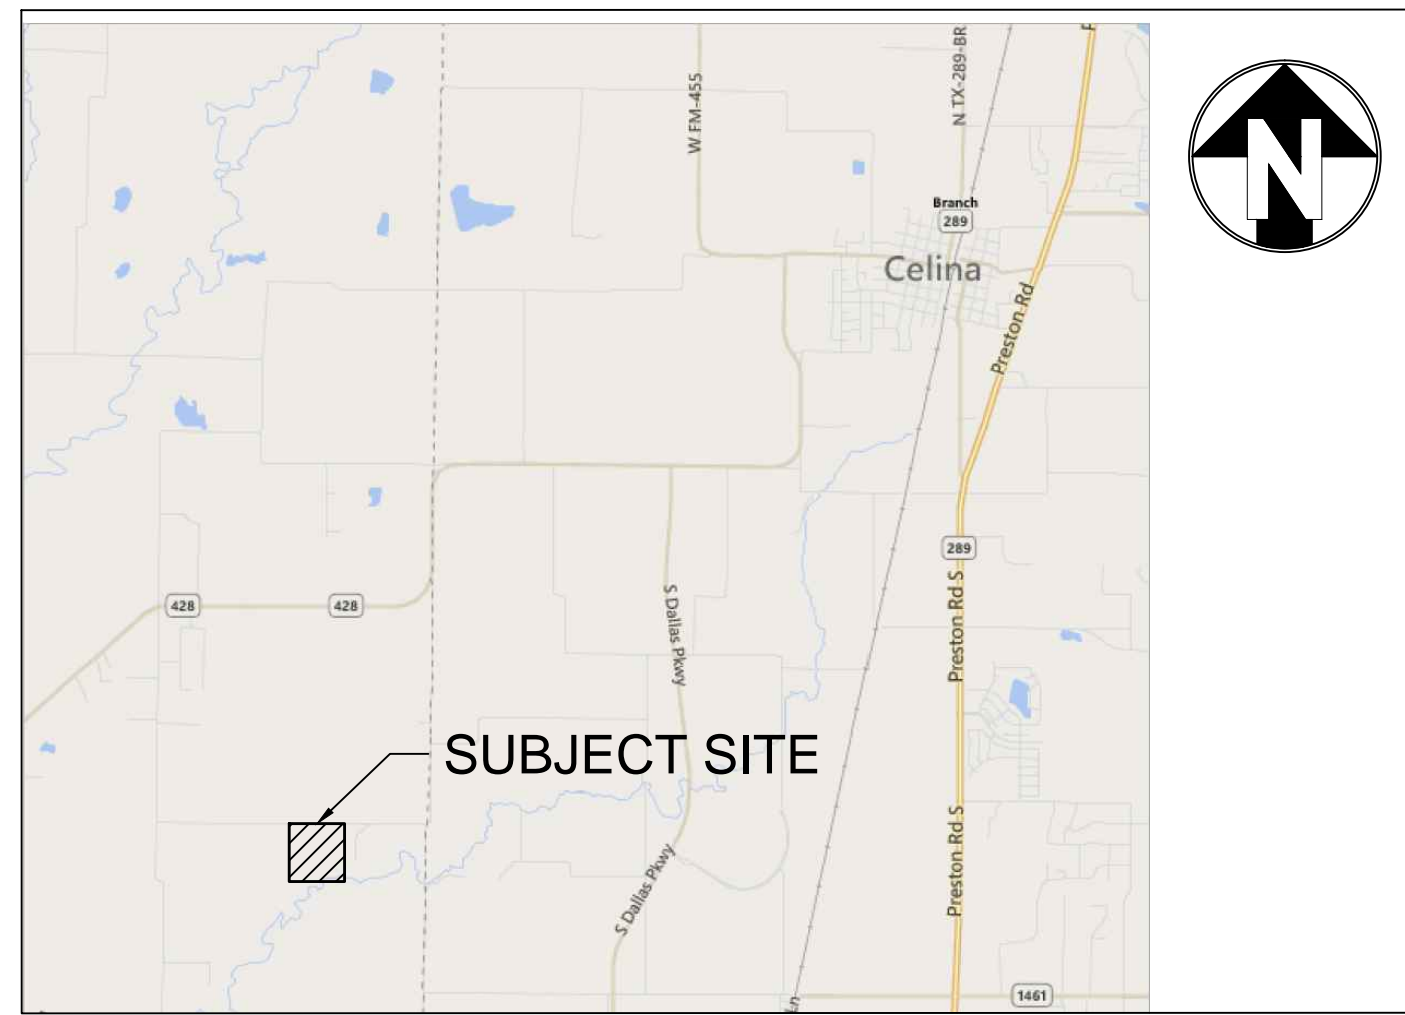 W FM-455
N TX-289-BR
N
Branch
289
Celina
Preston Rd
289
428
428
S Dallas Pkwy
Preston Rd S
SUBJECT SITE
S Dallas Pkwy
Preston Rd S
1461
Ln